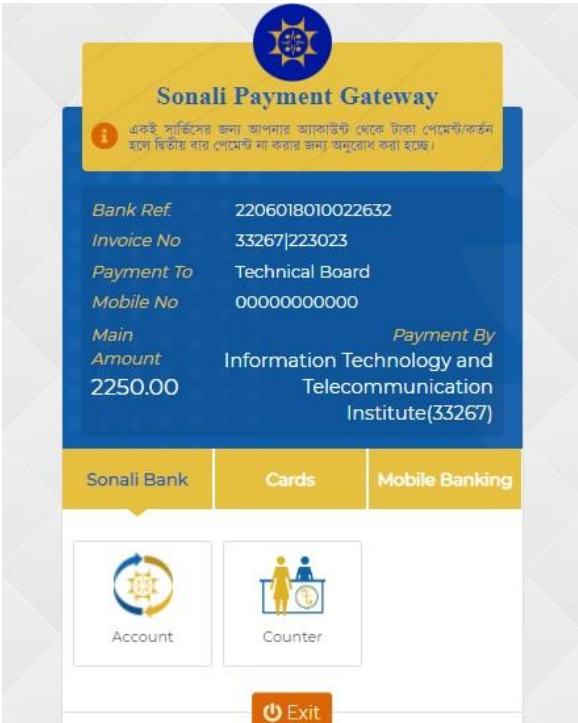 Sonali Payment Gateway
একই সার্ভিসের জন্য আপনার অ্যাকাউন্ট থেকে টাকা পেমেন্ট/কর্তন
হলে দ্বিতীয় বার পেমেন্ট না করার জন্য অনুরোধ করা হচ্ছে।
Bank Ref. 2206018010022632
Invoice No 33267|223023
Payment To Technical Board
Mobile No 00000000000
Main
Amount
2250.00
Payment By
Information Technology and
Telecommunication
Institute(33267)
Sonali Bank Cards Mobile Banking
Account Counter
Exit